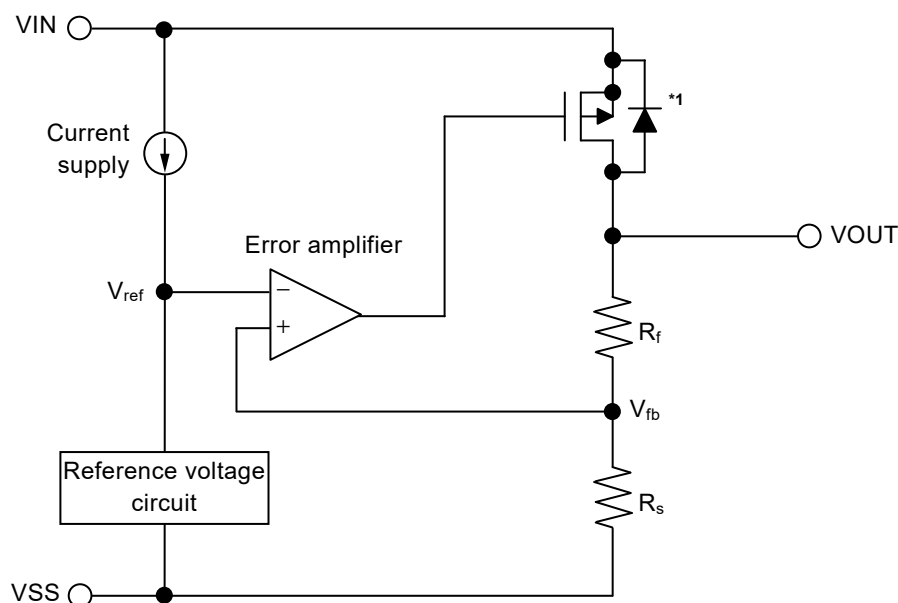 VIN
*1
Current
supply
VOUT
Error amplifier
Vref
−
+
Rf
Vfb
Reference voltage
circuit
Rs
VSS